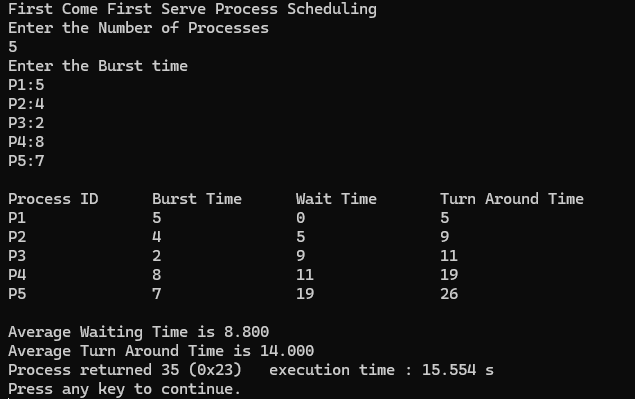 First Come First Serve Process Scheduling
Enter the Number of Processes
5
Enter the Burst time
P1:5
P2:4
P3:2
P4:8
P5:7
Process ID      Burst Time      Wait Time       Turn Around Time
P1              5               0               5
P2              4               5               9
P3              2               9               11
P4              8               11              19
P5              7               19              26
Average Waiting Time is 8.800
Average Turn Around Time is 14.000
Process returned 35 (0x23)   execution time : 15.554 s
Press any key to continue.